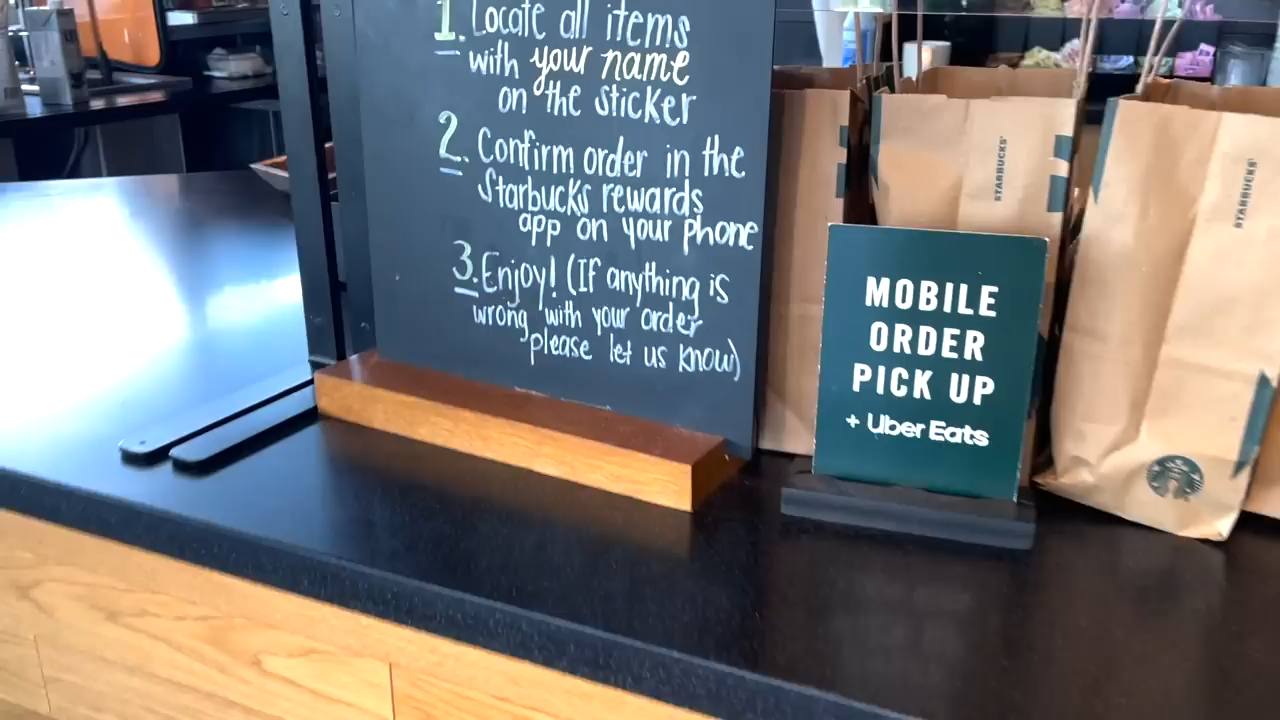 1. Locate all items
with your name
on the sticker
2. Confirm order in the
Starbucks rewards
app on your phone
3. Enjoy! (If anything is
wrong with your order
please let us know)
MOBILE
ORDER
PICK UP
+ Uber Eats
STARBUCKS
STARBUCKS